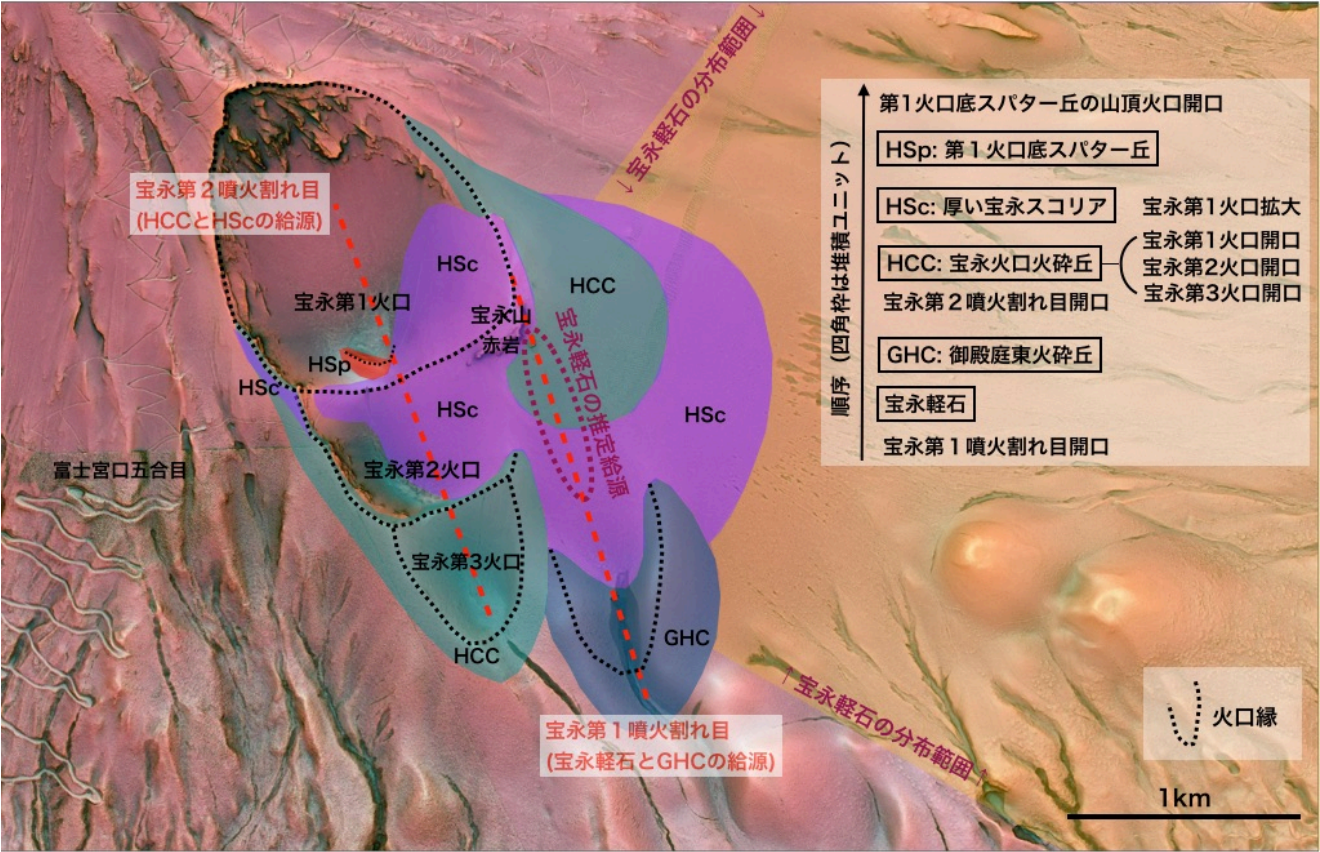 ↓宝永軽石の分布範囲↓
宝永第２噴火割れ目
(HCCとHScの給源)
HSc
HCC
宝永第1火口
宝永山
赤岩
宝永軽石の推定給源
HSp
HSc
HSc
HSc
富士宮口五合目
宝永第2火口
宝永第3火口
HCC
GHC
宝永第１噴火割れ目
(宝永軽石とGHCの給源)
↑宝永軽石の分布範囲↑
順序（四角枠は堆積ユニット）
第1火口底スパター丘の山頂火口開口
HSp: 第１火口底スパター丘
HSc: 厚い宝永スコリア
宝永第1火口拡大
HCC: 宝永火口火砕丘
宝永第1火口開口
宝永第2火口開口
宝永第3火口開口
宝永第２噴火割れ目開口
GHC: 御殿庭東火砕丘
宝永軽石
宝永第１噴火割れ目開口
火口縁
1km